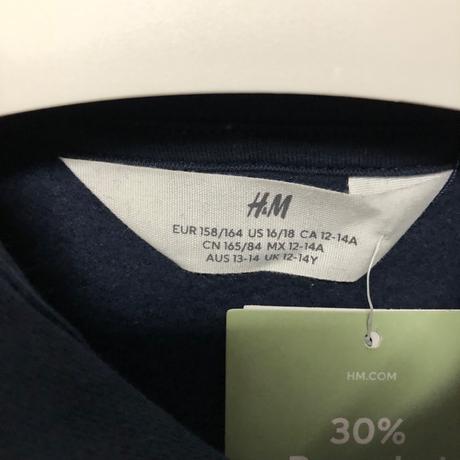 H&M
EUR 158/164 US 16/18 CA 12-14A
CN 165/84 MX 12-14A
AUS 13-14 UK 12-14Y
HM.COM
30%